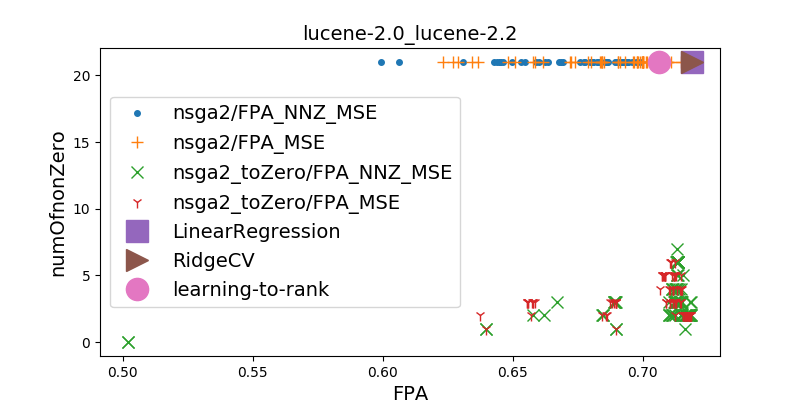 lucene-2.0_lucene-2.2
numOfnonZero
20
15
10
5
0
nsga2/FPA_NNZ_MSE
nsga2/FPA_MSE
nsga2_toZero/FPA_NNZ_MSE
nsga2_toZero/FPA_MSE
LinearRegression
RidgeCV
learning-to-rank
0.50 0.55 0.60 0.65 0.70
FPA